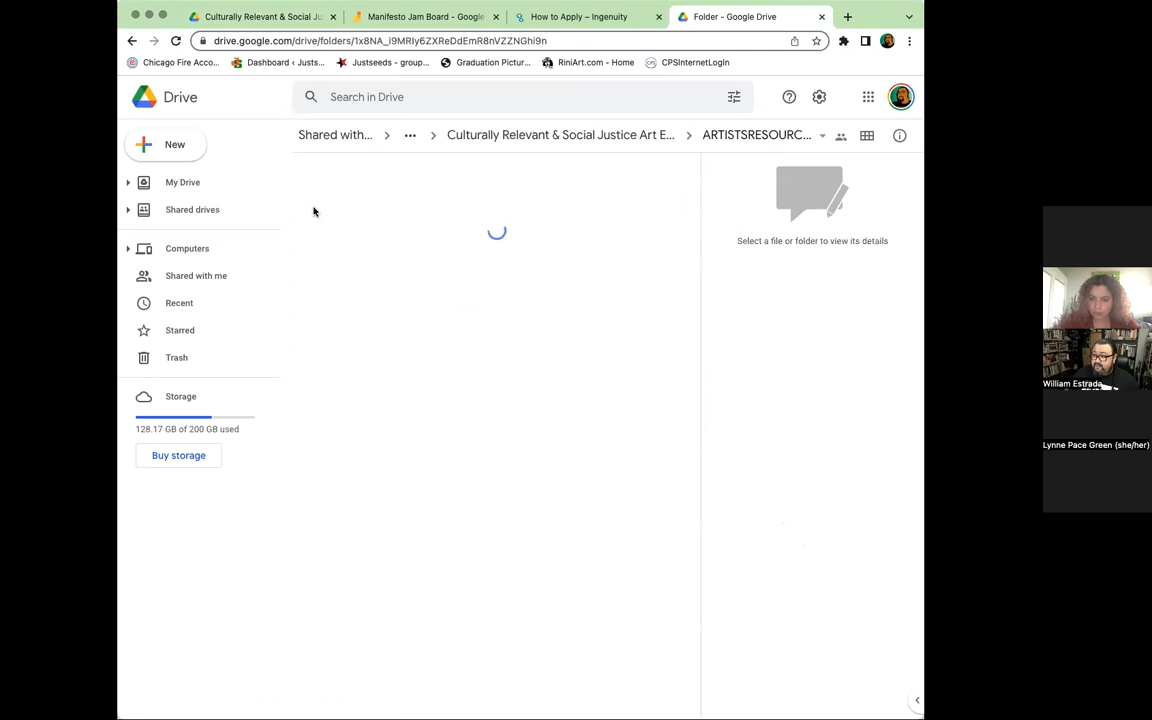 Culturally Relevant & Social Ju
Manifesto Jam Board - Google
How to Apply – Ingenuity
Folder - Google Drive
drive.google.com/drive/folders/1x8NA_i9MRIy6ZXReDdEmR8nVZZNGhi9n
Chicago Fire Acco...
Dashboard ‹ Justs...
Justseeds - group...
Graduation Pictur...
RiniArt.com - Home
CPSInternetLogIn
Drive
Search in Drive
Shared with...
Culturally Relevant & Social Justice Art E...
ARTISTSRESOURC...
New
My Drive
Shared drives
Select a file or folder to view its details
Computers
Shared with me
Recent
Starred
Trash
William Estrada
Storage
128.17 GB of 200 GB used
Lynne Pace Green (she/her)
Buy storage